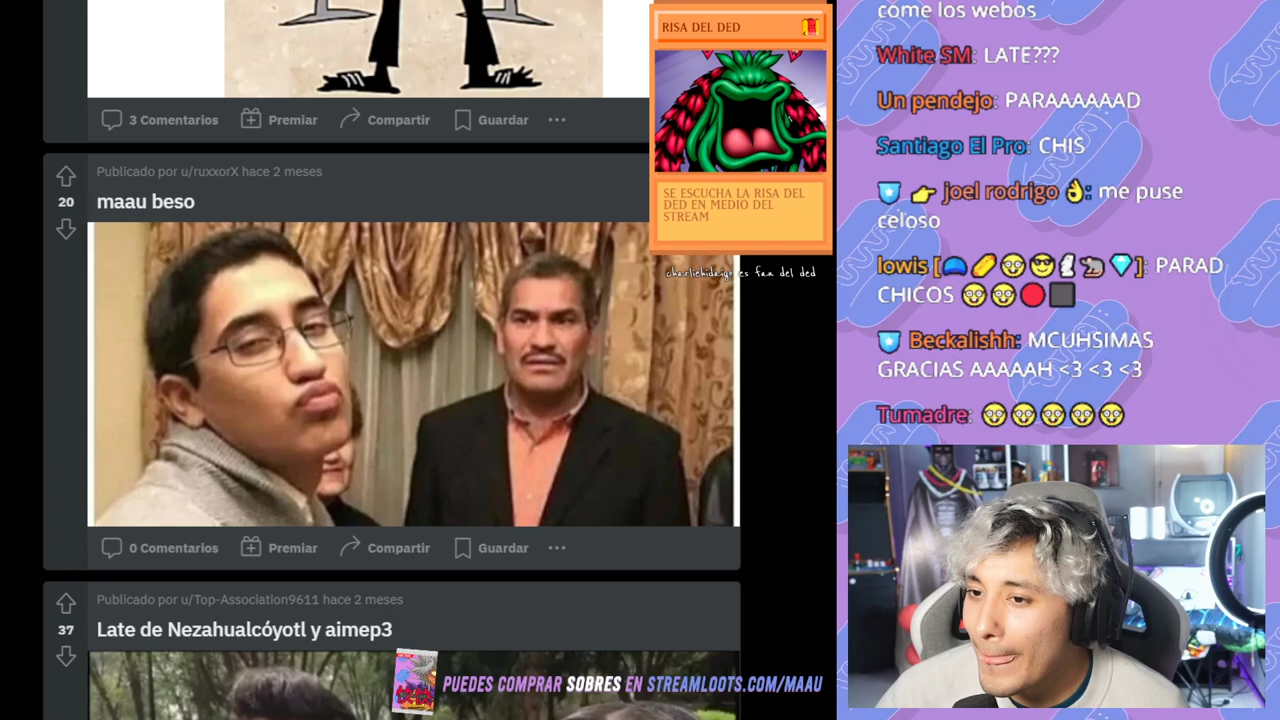 3 Comentarios Premiar Compartir Guardar
Publicado por u/ruxxorX hace 2 meses
20
maau beso
0 Comentarios Premiar Compartir Guardar
Publicado por u/Top-Association9611 hace 2 meses
37
Late de Nezahualcóyotl y aimep3
RISA DEL DED
SE ESCUCHA LA RISA DEL
DED EN MEDIO DEL
STREAM
charliehidalgo es fan del ded
PUEDES COMPRAR SOBRES EN STREAMLOOTS.COM/MAAU
come los webos
White SM: LATE???
Un pendejo: PARAAAAAAD
Santiago El Pro: CHIS
joel rodrigo 👌: me puse
celoso
lowis [🧢🥖🤓😎🐇🦡💎]: PARAD
CHICOS
Beckalishh: MCUHSIMAS
GRACIAS AAAAAH <3 <3 <3
Tumadre: